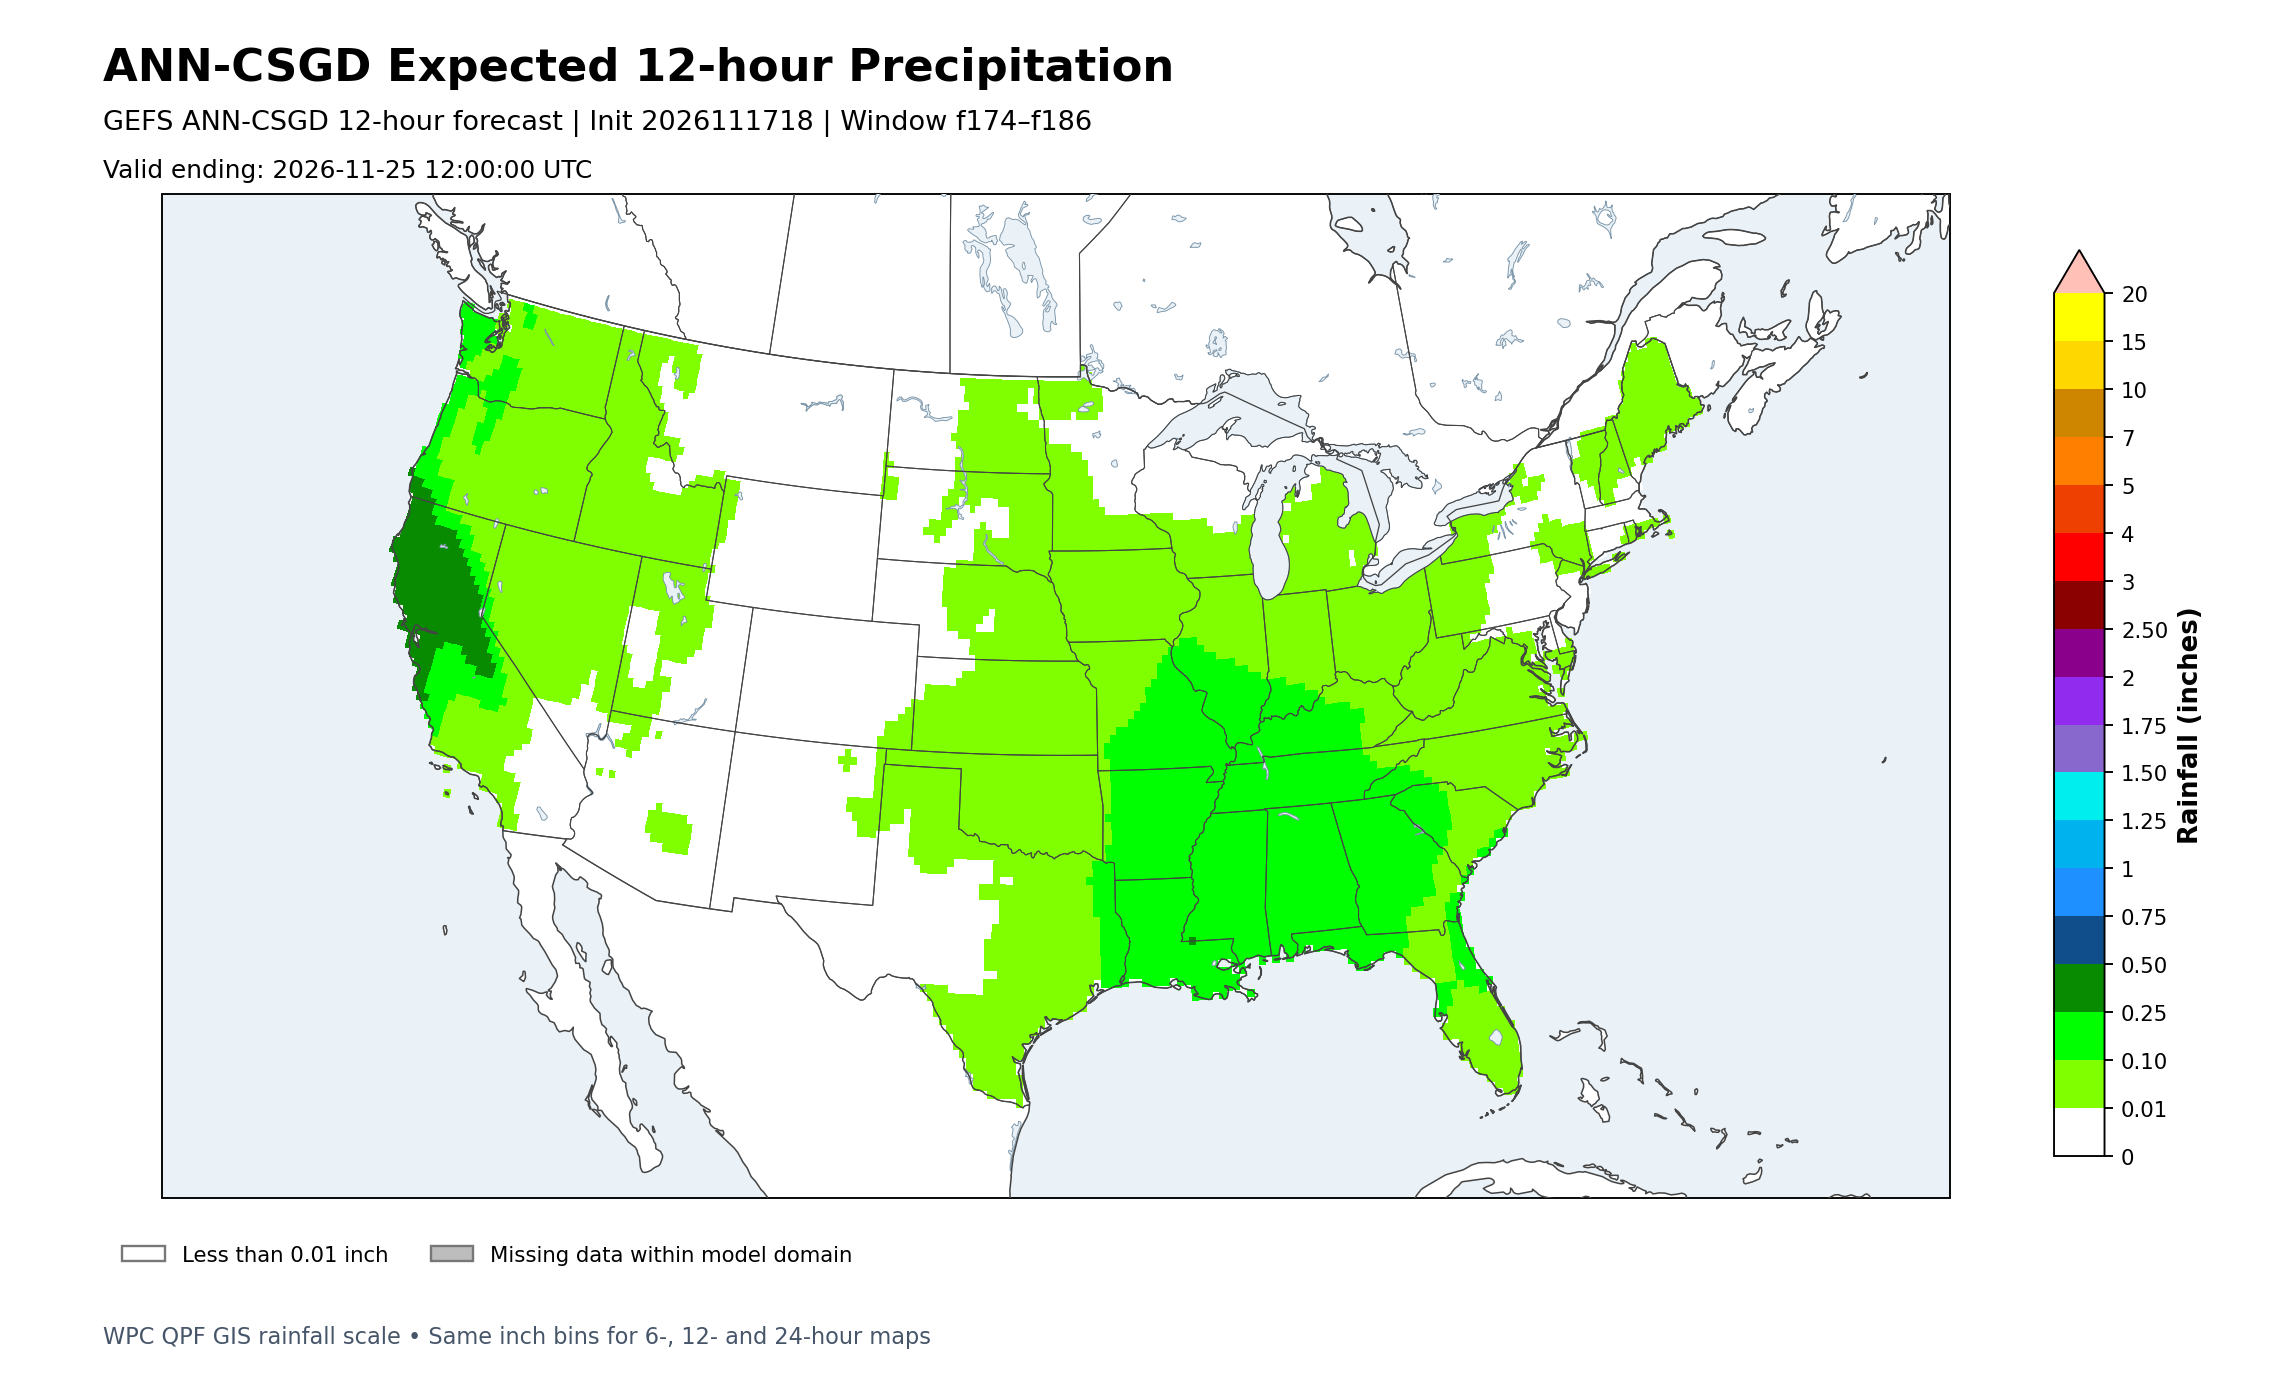 ANN-CSGD Expected 12-hour Precipitation
GEFS ANN-CSGD 12-hour forecast | Init 2026111718 | Window f174–f186
Valid ending: 2026-11-25 12:00:00 UTC
20
15
10
7
5
4
3
2.50
2
1.75
1.50
1.25
1
0.75
0.50
0.25
0.10
0.01
0
Rainfall (inches)
Less than 0.01 inch
Missing data within model domain
WPC QPF GIS rainfall scale • Same inch bins for 6-, 12- and 24-hour maps